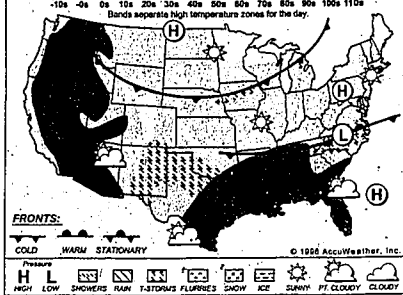 -10s -0s 0s 10s 20s 30s 40s 50s 60s 70s 80s 90s 100s 110s
Bands separate high temperature zones for the day.
H
H
L
H
FRONTS:
COLD WARM STATIONARY
© 1996 AccuWeather, Inc.
Pressure
H L
HIGH LOW SHOWERS RAIN T-STORMS FLURRIES SNOW ICE SUNNY PT. CLOUDY CLOUDY